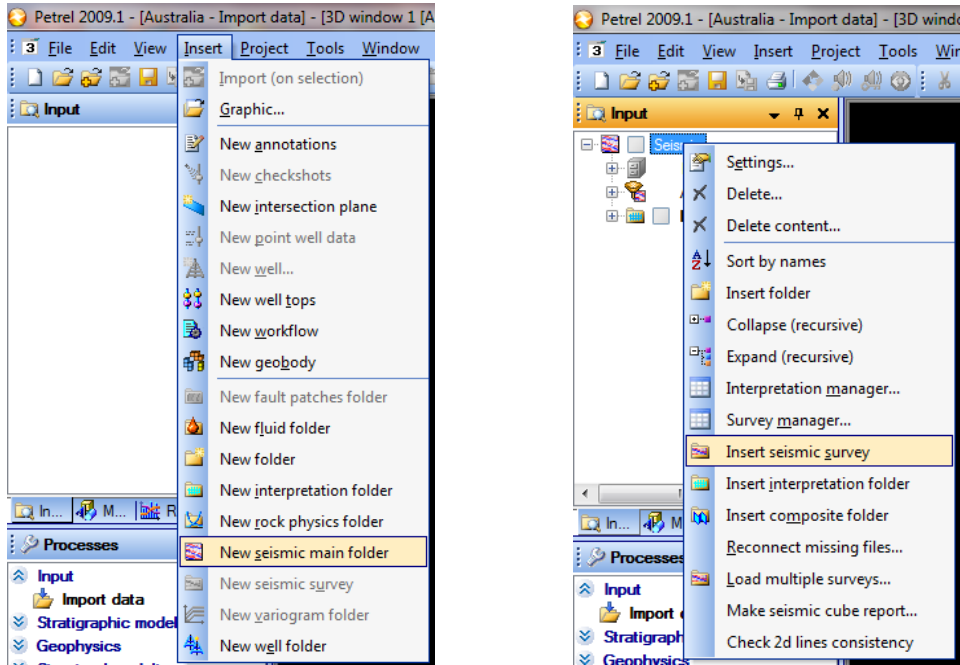 Petrel 2009.1 - [Australia - Import data] - [3D window 1 [A
3 File Edit View Insert Project Tools Window
Input
Import (on selection)
Graphic...
New annotations
New checkshots
New intersection plane
New point well data
New well...
New well tops
New workflow
New geobody
New fault patches folder
New fluid folder
New folder
New interpretation folder
New rock physics folder
New seismic main folder
New seismic survey
New variogram folder
New well folder
In... M... R
Processes
Input
Import data
Stratigraphic model
Geophysics
Petrel 2009.1 - [Australia - Import data] - [3D windo
3 File Edit View Insert Project Tools Win
Input
Seismic
Settings...
Delete...
Delete content...
Sort by names
Insert folder
Collapse (recursive)
Expand (recursive)
Interpretation manager...
Survey manager...
Insert seismic survey
Insert interpretation folder
Insert composite folder
Reconnect missing files...
Load multiple surveys...
Make seismic cube report...
Check 2d lines consistency
In... M
Processes
Input
Import
Stratigraph
Geophysics